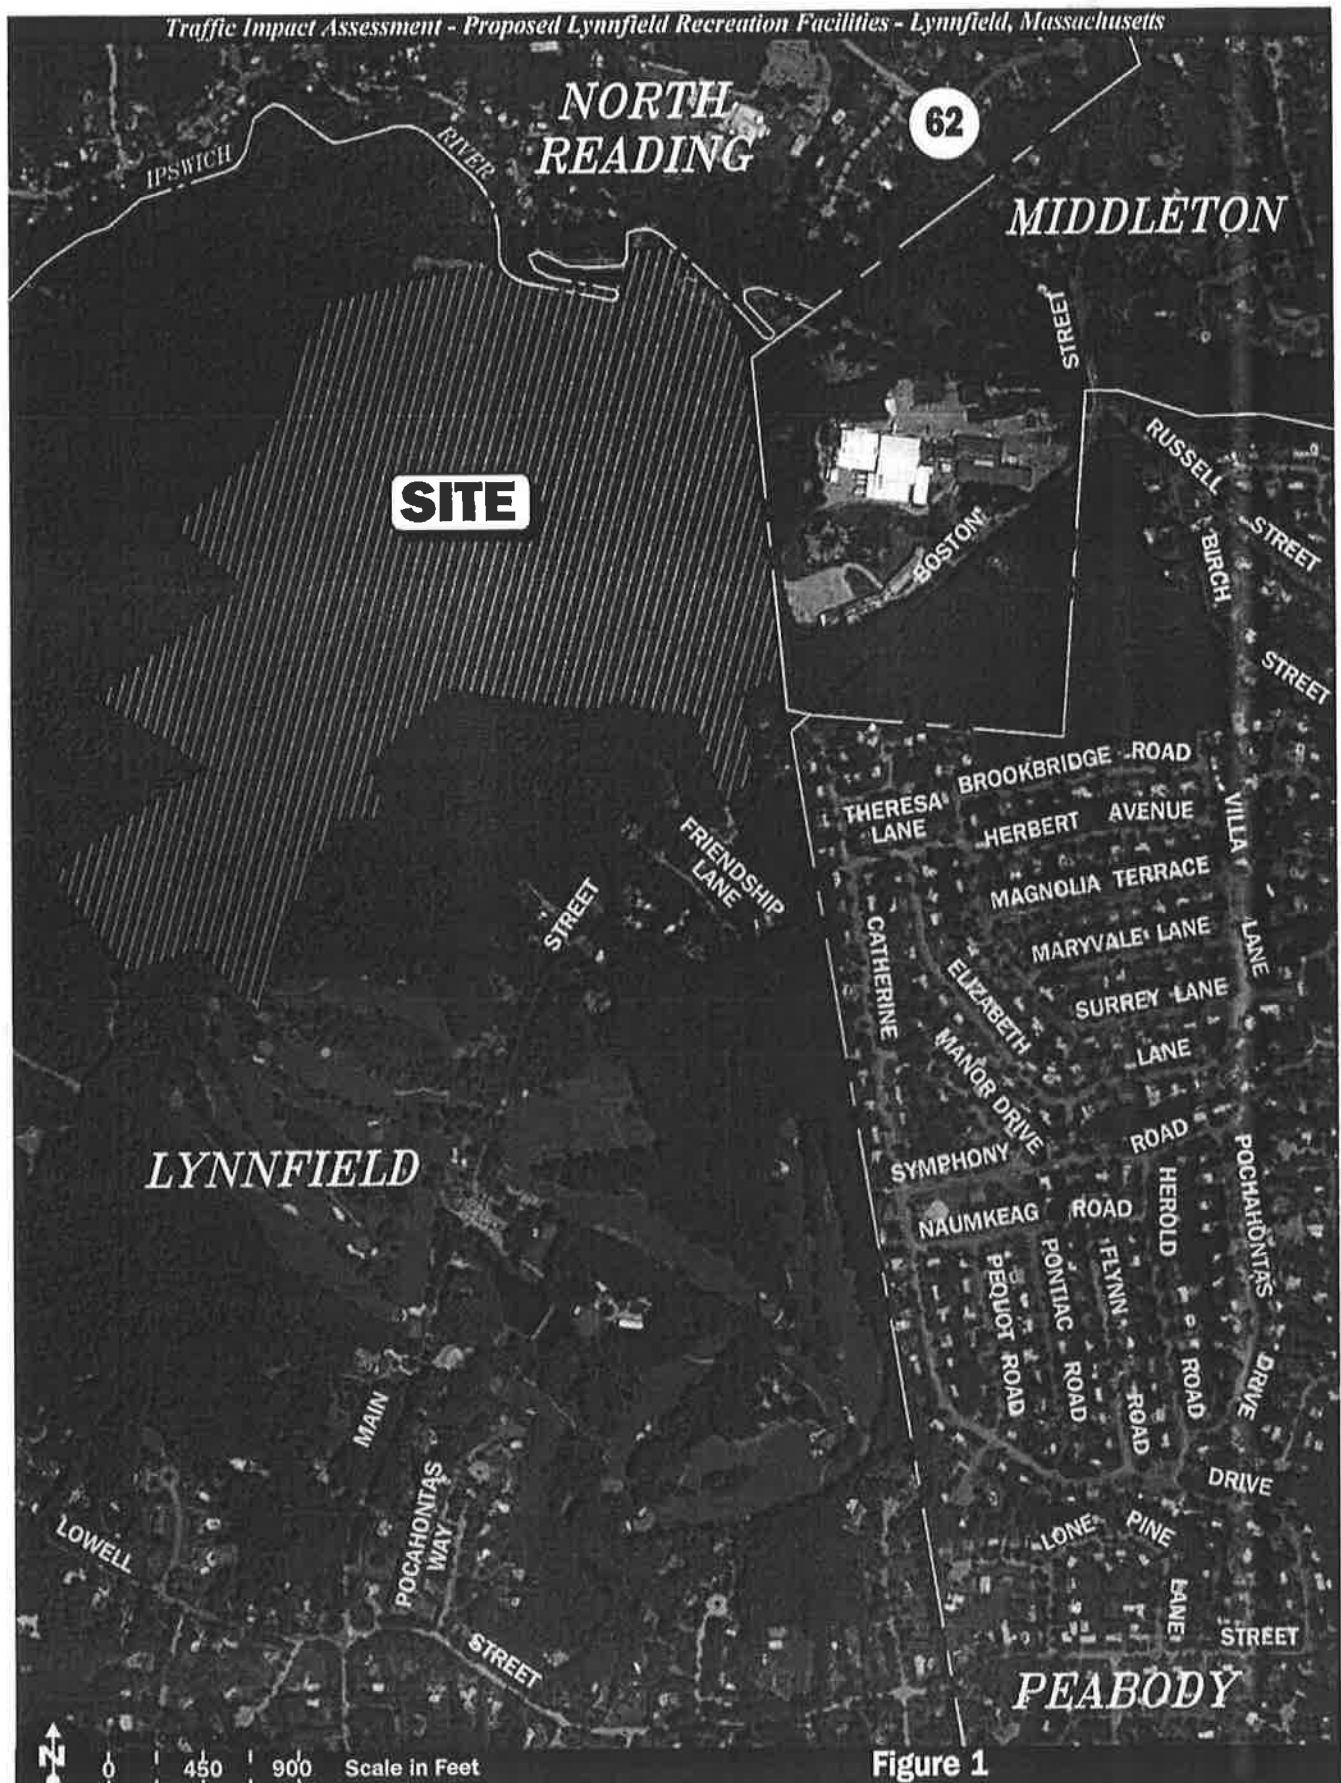 Traffic Impact Assessment - Proposed Lynnfield Recreation Facilities - Lynnfield, Massachusetts
NORTH
READING
62
IPSWICH
RIVER
MIDDLETON
STREET
SITE
RUSSELL
STREET
BOSTON
BIRCH
STREET
BROOKBRIDGE ROAD
THERESA
LANE
HERBERT AVENUE
VILLA
FRIENDSHIP
LANE
MAGNOLIA TERRACE
STREET
MARYVALE LANE
LANE
CATHERINE
ELIZABETH
SURREY LANE
MANOR DRIVE
LANE
LYNNFIELD
SYMPHONY
ROAD
POCHAHONTAS
HEROLD
NAUMKEAG ROAD
PEQUOT ROAD
PONTIAC ROAD
FLYNN
ROAD
ROAD
DRIVE
MAIN
DRIVE
POCAHONTAS
WAY
LOWELL
LONE PINE
LANE
STREET
STREET
PEABODY
N
0 450 900 Scale in Feet
Figure 1